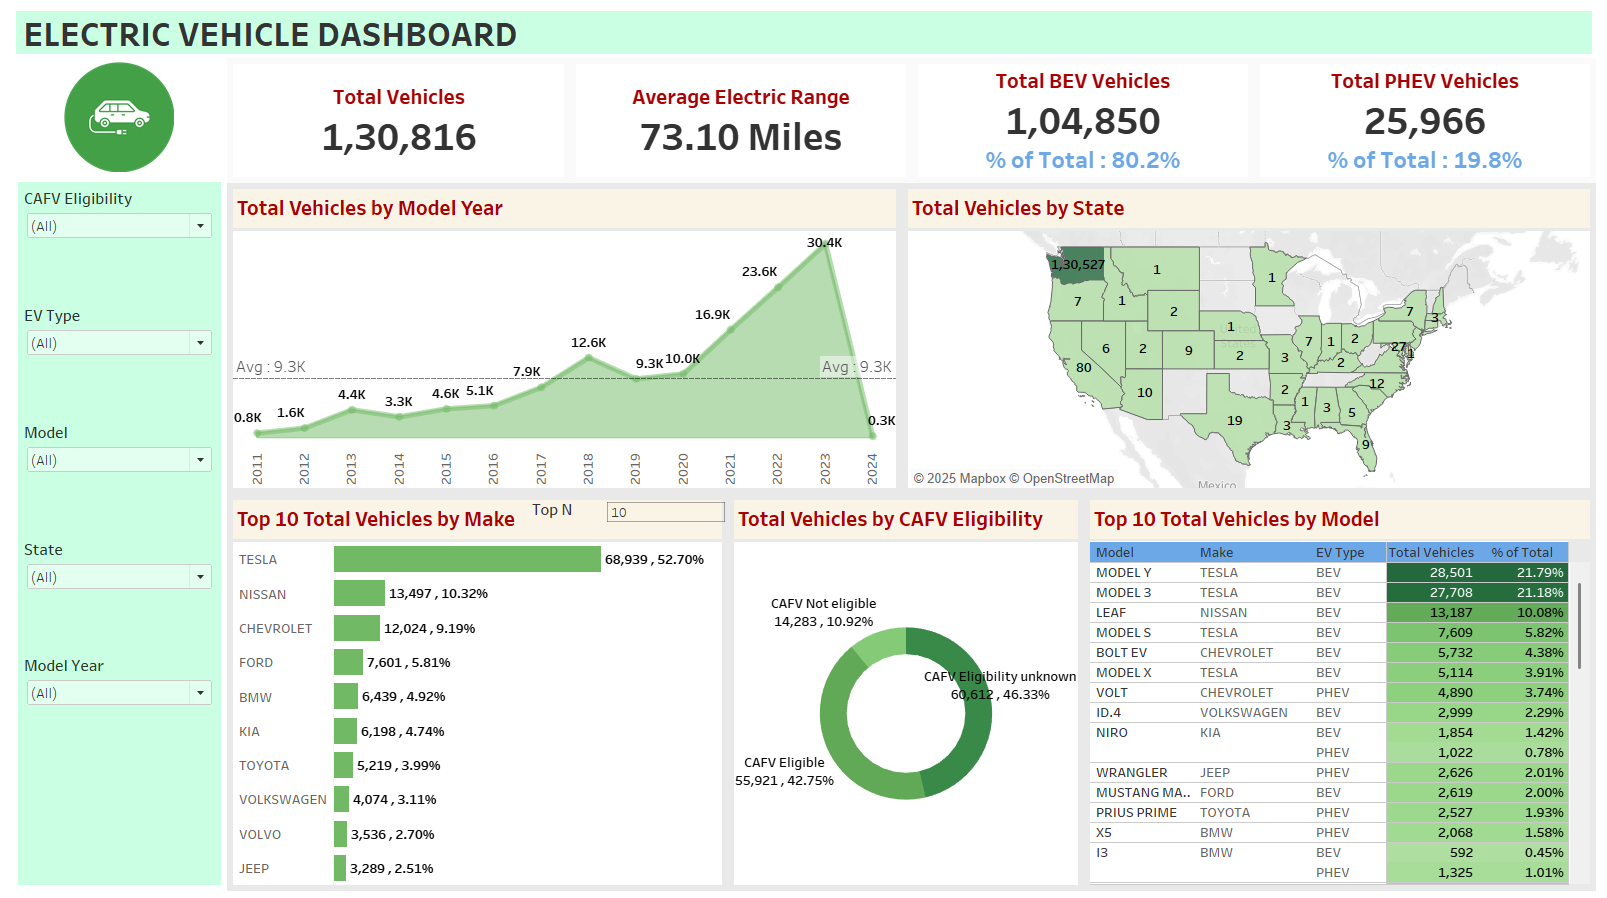 ELECTRIC VEHICLE DASHBOARD
Total Vehicles
1,30,816
Average Electric Range
73.10 Miles
Total BEV Vehicles
1,04,850
% of Total : 80.2%
Total PHEV Vehicles
25,966
% of Total : 19.8%
CAFV Eligibility
(All)
EV Type
(All)
Model
(All)
State
(All)
Model Year
(All)
Total Vehicles by Model Year
30.4K
23.6K
16.9K
12.6K
9.3K
10.0K
7.9K
Avg : 9.3K
Avg : 9.3K
4.4K
3.3K
4.6K
5.1K
0.8K
1.6K
0.3K
2011
2012
2013
2014
2015
2016
2017
2018
2019
2020
2021
2022
2023
2024
Total Vehicles by State
1,30,527
1
1
7
1
2
7
3
1
6
2
9
2
3
7
1
2
27
1
2
80
10
12
2
19
1
3
5
3
9
United
States
Mexico
© 2025 Mapbox © OpenStreetMap
Top 10 Total Vehicles by Make
Top N
10
TESLA 68,939 , 52.70%
NISSAN 13,497 , 10.32%
CHEVROLET 12,024 , 9.19%
FORD 7,601 , 5.81%
BMW 6,439 , 4.92%
KIA 6,198 , 4.74%
TOYOTA 5,219 , 3.99%
VOLKSWAGEN 4,074 , 3.11%
VOLVO 3,536 , 2.70%
JEEP 3,289 , 2.51%
Total Vehicles by CAFV Eligibility
CAFV Not eligible
14,283 , 10.92%
CAFV Eligibility unknown
60,612 , 46.33%
CAFV Eligible
55,921 , 42.75%
Top 10 Total Vehicles by Model
Model Make EV Type Total Vehicles % of Total
MODEL Y TESLA BEV 28,501 21.79%
MODEL 3 TESLA BEV 27,708 21.18%
LEAF NISSAN BEV 13,187 10.08%
MODEL S TESLA BEV 7,609 5.82%
BOLT EV CHEVROLET BEV 5,732 4.38%
MODEL X TESLA BEV 5,114 3.91%
VOLT CHEVROLET PHEV 4,890 3.74%
ID.4 VOLKSWAGEN BEV 2,999 2.29%
NIRO KIA BEV 1,854 1.42%
PHEV 1,022 0.78%
WRANGLER JEEP PHEV 2,626 2.01%
MUSTANG MA.. FORD BEV 2,619 2.00%
PRIUS PRIME TOYOTA PHEV 2,527 1.93%
X5 BMW PHEV 2,068 1.58%
I3 BMW BEV 592 0.45%
PHEV 1,325 1.01%